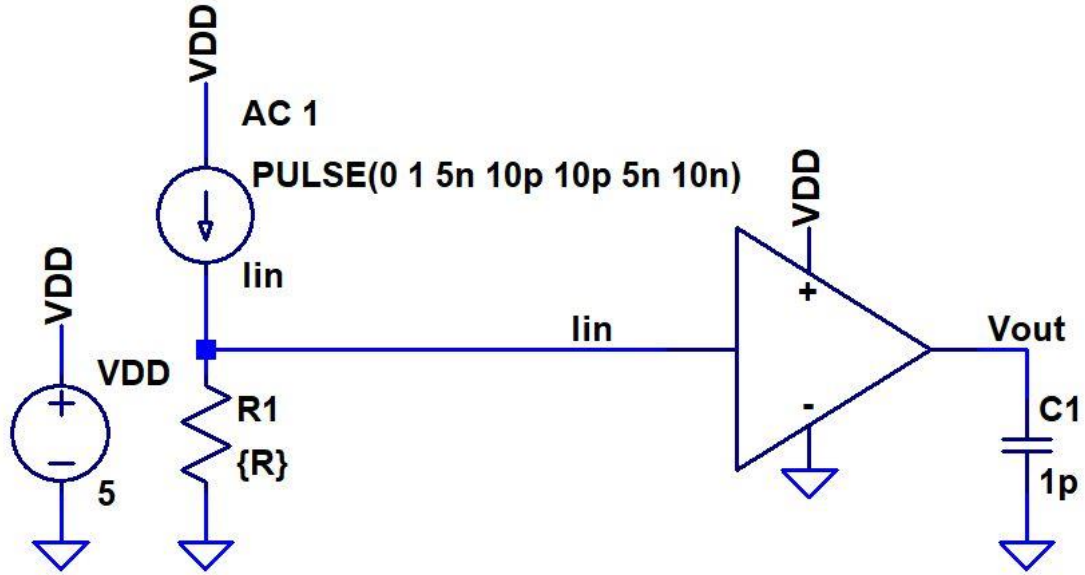 VDD
AC 1
PULSE(0 1 5n 10p 10p 5n 10n)
Iin
VDD
VDD
5
R1
{R}
Iin
VDD
+
-
Vout
C1
1p